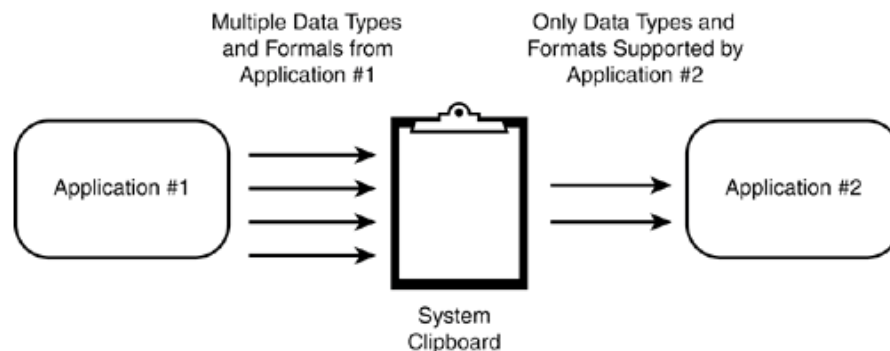 Multiple Data Types
and Formals from
Application #1
Only Data Types and
Formats Supported by
Application #2
Application #1
Application #2
System
Clipboard